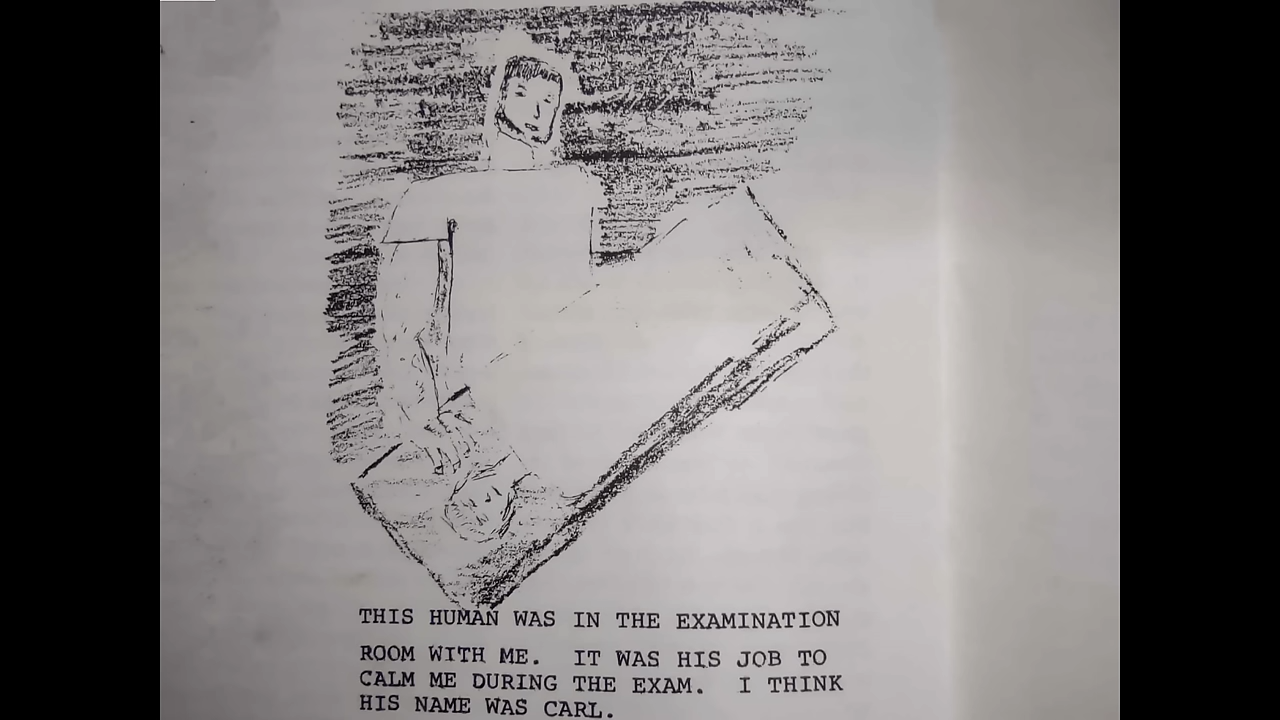 THIS HUMAN WAS IN THE EXAMINATION
ROOM WITH ME. IT WAS HIS JOB TO
CALM ME DURING THE EXAM. I THINK
HIS NAME WAS CARL.